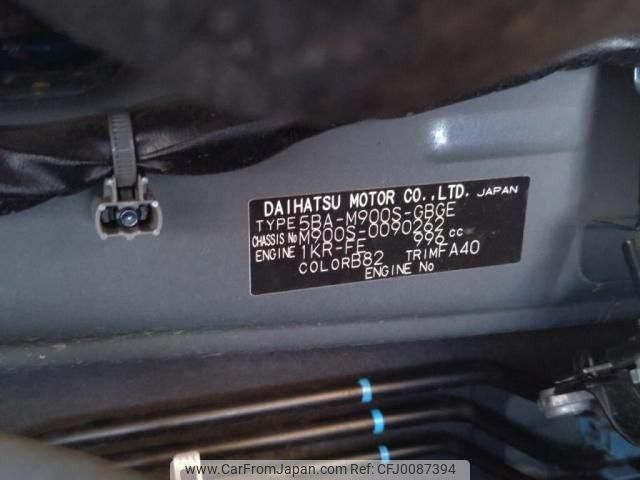 DAIHATSU MOTOR CO.,LTD. JAPAN
TYPE 5BA-M900S-GBGE
CHASSIS No M900S-0090262
ENGINE 1KR-FE 996 cc
COLOR B82 TRIM FA40
ENGINE No
www.CarFromJapan.com Ref:CFJ0087394